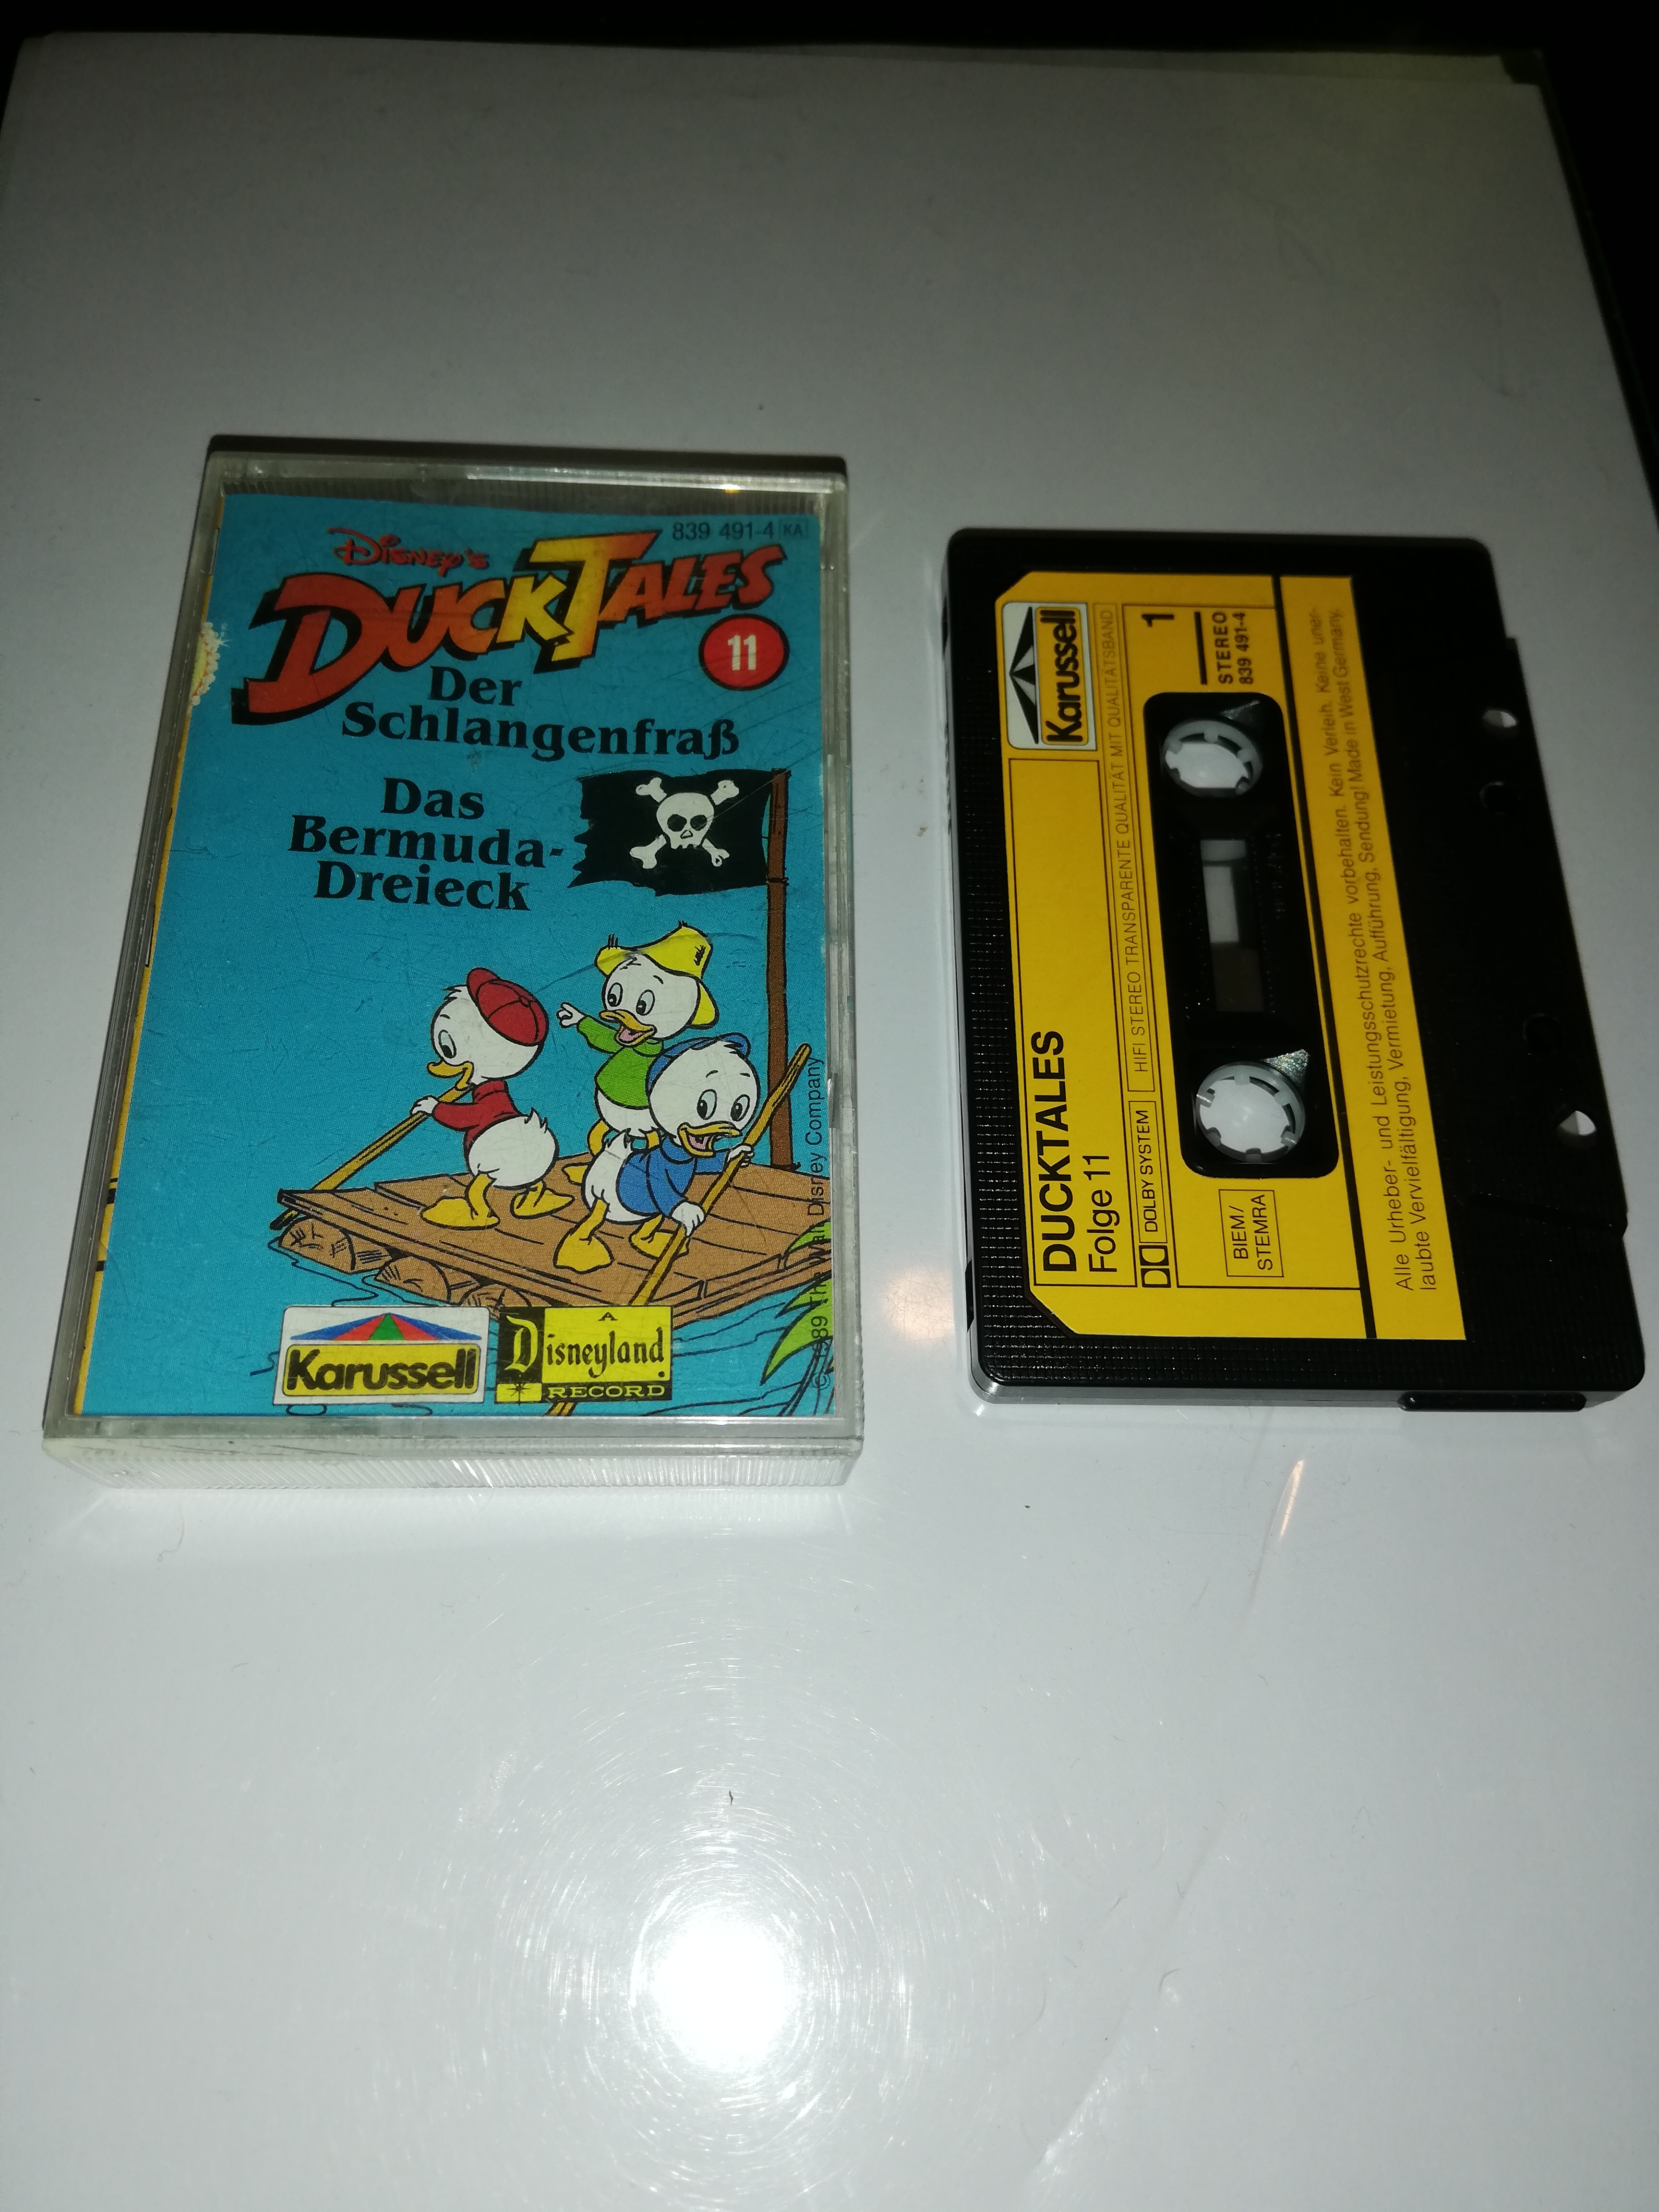 839 491-4 KA
DISNEY'S
DUCKTALES
11
Der
Schlangenfraß
Das
Bermuda-
Dreieck
Karussell
A
Disneyland
RECORD
The Walt Disney Company
Karussell
DUCKTALES
Folge 11
DOLBY SYSTEM
HIFI STEREO TRANSPARENTE QUALITÄT MIT QUALITÄTSBAND
1
STEREO
839 491-4
BIEM/
STEMRA
Alle Urheber- und Leistungsschutzrechte vorbehalten. Kein Verleih. Keine uner-
laubte Vervielfältigung, Vermietung, Aufführung, Sendung! Made in West Germany.